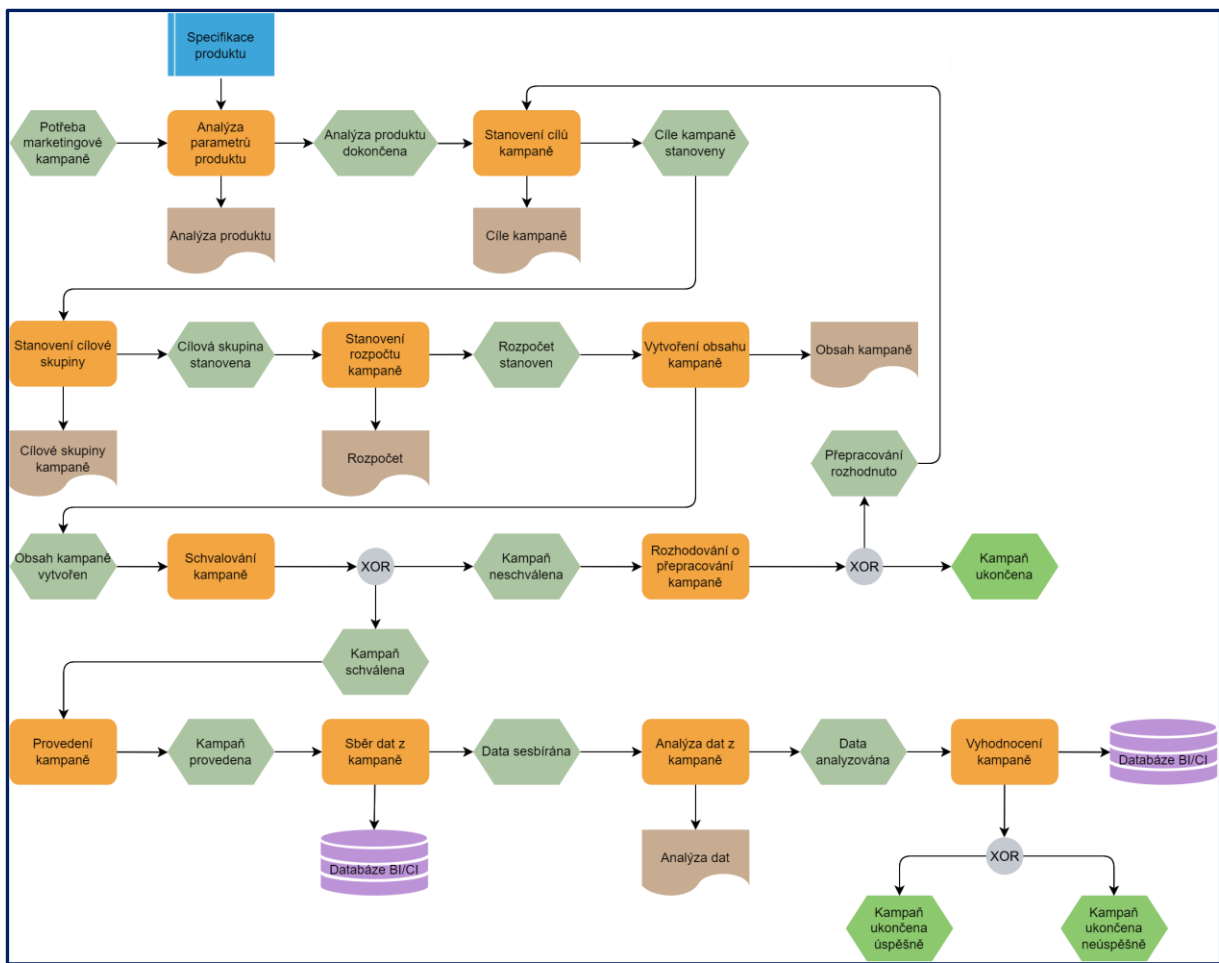 Specifikace
produktu
Potřeba
marketingové
kampaně
Analýza
parametrů
produktu
Analýza produktu
dokončena
Stanovení cílů
kampaně
Cíle kampaně
stanoveny
Analýza produktu
Cíle kampaně
Stanovení cílové
skupiny
Cílová skupina
stanovena
Stanovení
rozpočtu
kampaně
Rozpočet
stanoven
Vytvoření obsahu
kampaně
Obsah kampaně
Cílové skupiny
kampaně
Rozpočet
Přepracování
rozhodnuto
Obsah kampaně
vytvořen
Schvalování
kampaně
XOR
Kampaň
neschválena
Rozhodování o
přepracování
kampaně
XOR
Kampaň
ukončena
Kampaň
schválena
Provedení
kampaně
Kampaň
provedena
Sběr dat z
kampaně
Data sesbírána
Analýza dat z
kampaně
Data
analyzována
Vyhodnocení
kampaně
Databáze BI/CI
Databáze BI/CI
Analýza dat
XOR
Kampaň
ukončena
úspěšně
Kampaň
ukončena
neúspěšně